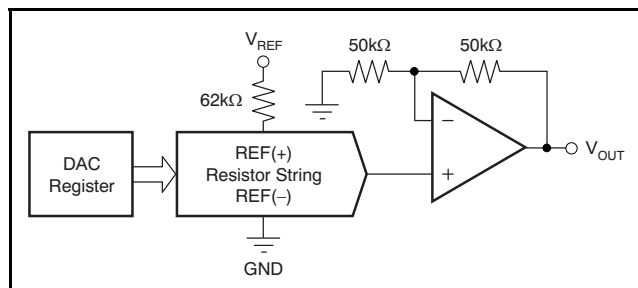 50kΩ 50kΩ
V_REF
62kΩ
DAC
Register
REF(+)
Resistor String
REF(−)
−
+
V_OUT
GND